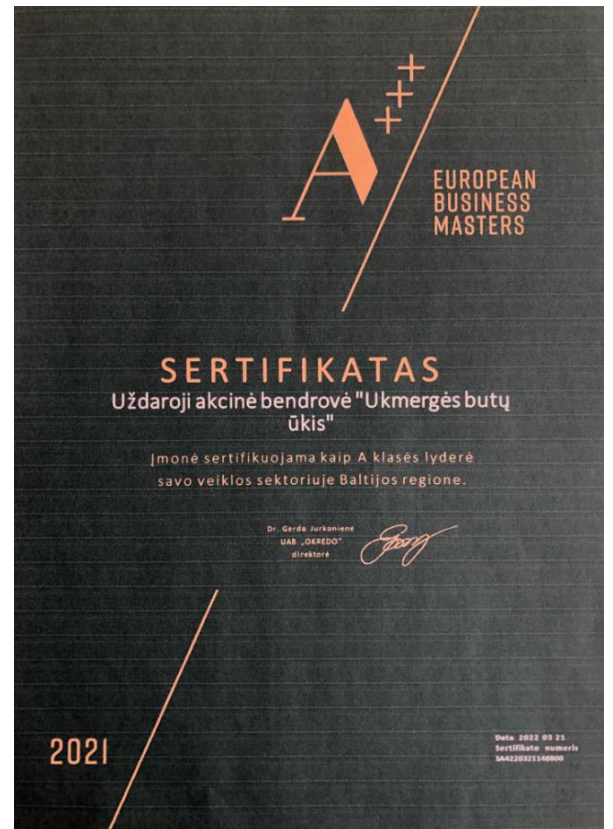 A+++
EUROPEAN
BUSINESS
MASTERS
SERTIFIKATAS
Uždaroji akcinė bendrovė "Ukmergės butų
ūkis"
Įmonė sertifikuojama kaip A klasės lyderė
savo veiklos sektoriuje Baltijos regione.
Dr. Gerda Jurkonienė
UAB „OKREDO"
direktorė
2021
Data 2022 03 21
Sertifikato numeris
SA4220321148800